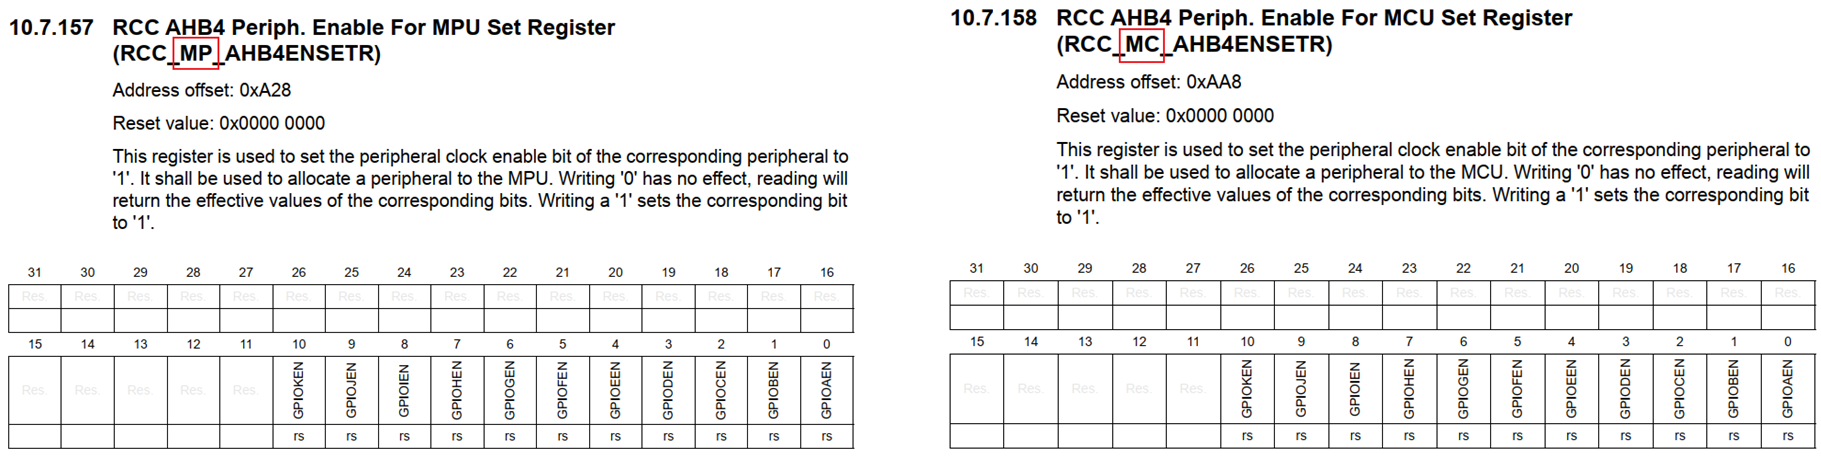 10.7.157 RCC AHB4 Periph. Enable For MPU Set Register
(RCC_MP_AHB4ENSETR)
Address offset: 0xA28
Reset value: 0x0000 0000
This register is used to set the peripheral clock enable bit of the corresponding peripheral to
'1'. It shall be used to allocate a peripheral to the MPU. Writing '0' has no effect, reading will
return the effective values of the corresponding bits. Writing a '1' sets the corresponding bit
to '1'.
31 30 29 28 27 26 25 24 23 22 21 20 19 18 17 16
Res. Res. Res. Res. Res. Res. Res. Res. Res. Res. Res. Res. Res. Res. Res. Res.
15 14 13 12 11 10 9 8 7 6 5 4 3 2 1 0
Res. Res. Res. Res. Res. GPIOKEN GPIOJEN GPIOIEN GPIOHEN GPIOGEN GPIOFEN GPIOEEN GPIODEN GPIOCEN GPIOBEN GPIOAEN
rs rs rs rs rs rs rs rs rs rs rs
10.7.158 RCC AHB4 Periph. Enable For MCU Set Register
(RCC_MC_AHB4ENSETR)
Address offset: 0xAA8
Reset value: 0x0000 0000
This register is used to set the peripheral clock enable bit of the corresponding peripheral to
'1'. It shall be used to allocate a peripheral to the MCU. Writing '0' has no effect, reading will
return the effective values of the corresponding bits. Writing a '1' sets the corresponding bit
to '1'.
31 30 29 28 27 26 25 24 23 22 21 20 19 18 17 16
Res. Res. Res. Res. Res. Res. Res. Res. Res. Res. Res. Res. Res. Res. Res. Res.
15 14 13 12 11 10 9 8 7 6 5 4 3 2 1 0
Res. Res. Res. Res. Res. GPIOKEN GPIOJEN GPIOIEN GPIOHEN GPIOGEN GPIOFEN GPIOEEN GPIODEN GPIOCEN GPIOBEN GPIOAEN
rs rs rs rs rs rs rs rs rs rs rs